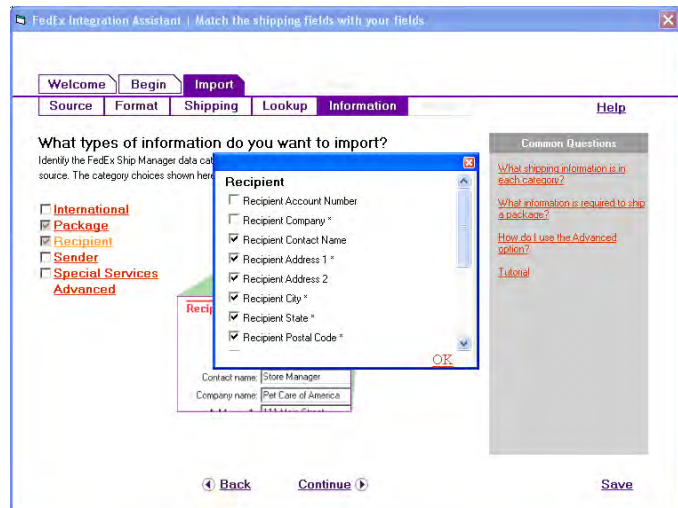 FedEx Integration Assistant | Match the shipping fields with your fields
Welcome Begin Import
Source Format Shipping Lookup Information
Help
What types of information do you want to import?
Identify the FedEx Ship Manager data cat
source. The category choices shown here
International
Package
Recipient
Sender
Special Services
Advanced
Recipient
Recipient Account Number
Recipient Company *
Recipient Contact Name
Recipient Address 1 *
Recipient Address 2
Recipient City *
Recipient State *
Recipient Postal Code *
OK
Recip
Contact name: Store Manager
Company name: Pet Care of America
Common Questions
What shipping information is in
each category?
What information is required to ship
a package?
How do I use the Advanced
option?
Tutorial
Back Continue Save